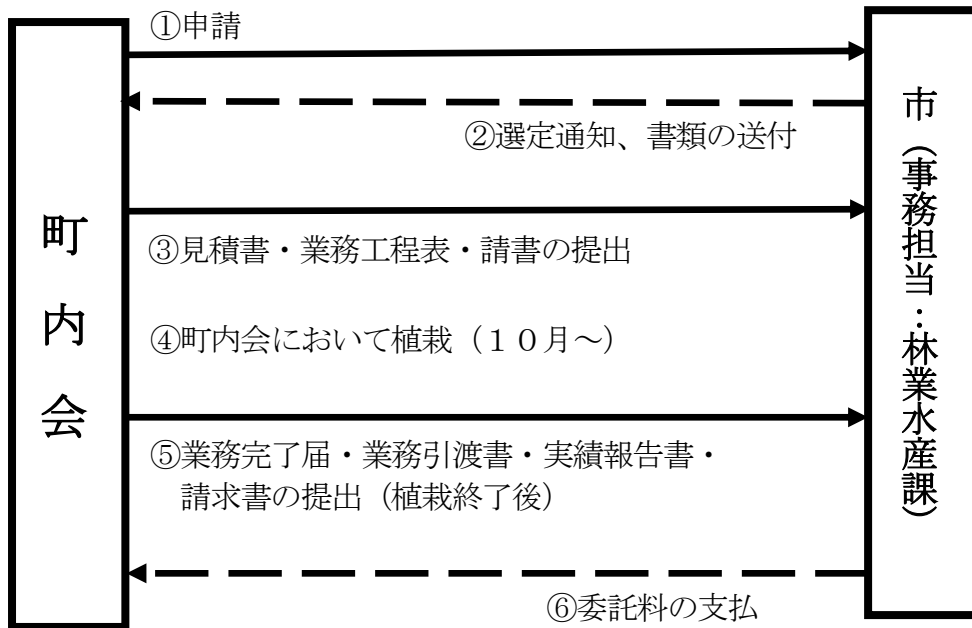 ①申請
②選定通知、書類の送付
③見積書・業務工程表・請書の提出
④町内会において植栽（１０月～）
⑤業務完了届・業務引渡書・実績報告書・
請求書の提出（植栽終了後）
⑥委託料の支払
町内会
市（事務担当：林業水産課）